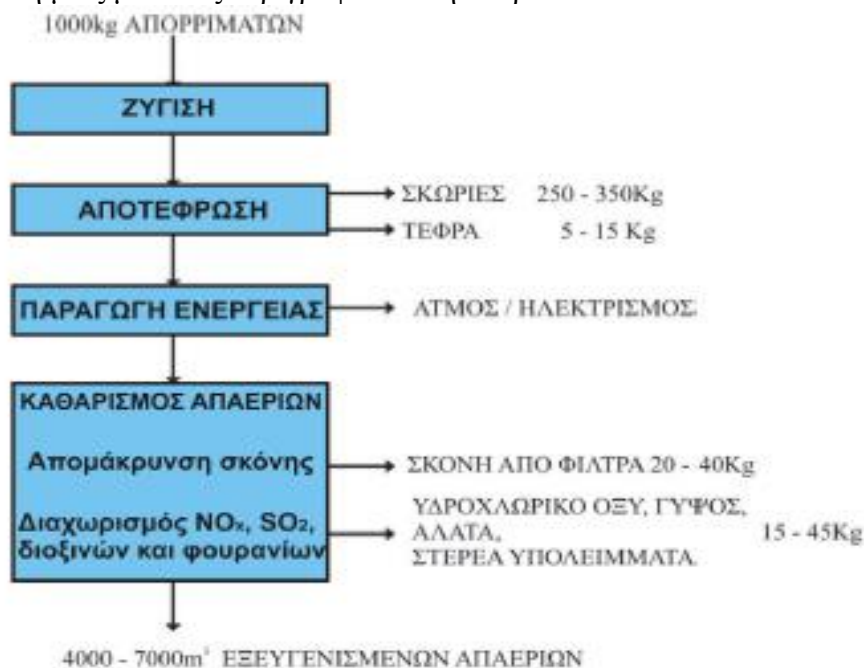 1000kg ΑΠΟΡΡΙΜΑΤΩΝ
ΖΥΓΙΣΗ
ΑΠΟΤΕΦΡΩΣΗ
ΣΚΩΡΙΕΣ 250 - 350Kg
ΤΕΦΡΑ 5 - 15 Kg
ΠΑΡΑΓΩΓΗ ΕΝΕΡΓΕΙΑΣ
ΑΤΜΟΣ / ΗΛΕΚΤΡΙΣΜΟΣ
ΚΑΘΑΡΙΣΜΟΣ ΑΠΑΕΡΙΩΝ
Απομάκρυνση σκόνης
ΣΚΟΝΗ ΑΠΟ ΦΙΛΤΡΑ 20 - 40Kg
Διαχωρισμός NOx, SO2,
διοξινών και φουρανίων
ΥΔΡΟΧΛΩΡΙΚΟ ΟΞΥ, ΓΥΨΟΣ,
ΑΛΑΤΑ, 15 - 45Kg
ΣΤΕΡΕΑ ΥΠΟΛΕΙΜΜΑΤΑ
4000 - 7000m³ ΕΞΕΥΓΕΝΙΣΜΕΝΩΝ ΑΠΑΕΡΙΩΝ